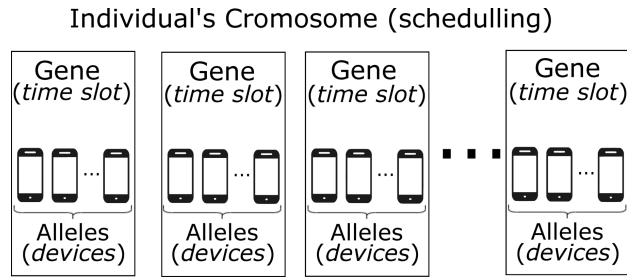 Individual's Cromosome (schedulling)
Gene
(time slot)
...
Alleles
(devices)
Gene
(time slot)
...
Alleles
(devices)
Gene
(time slot)
...
Alleles
(devices)
...
Gene
(time slot)
...
Alleles
(devices)